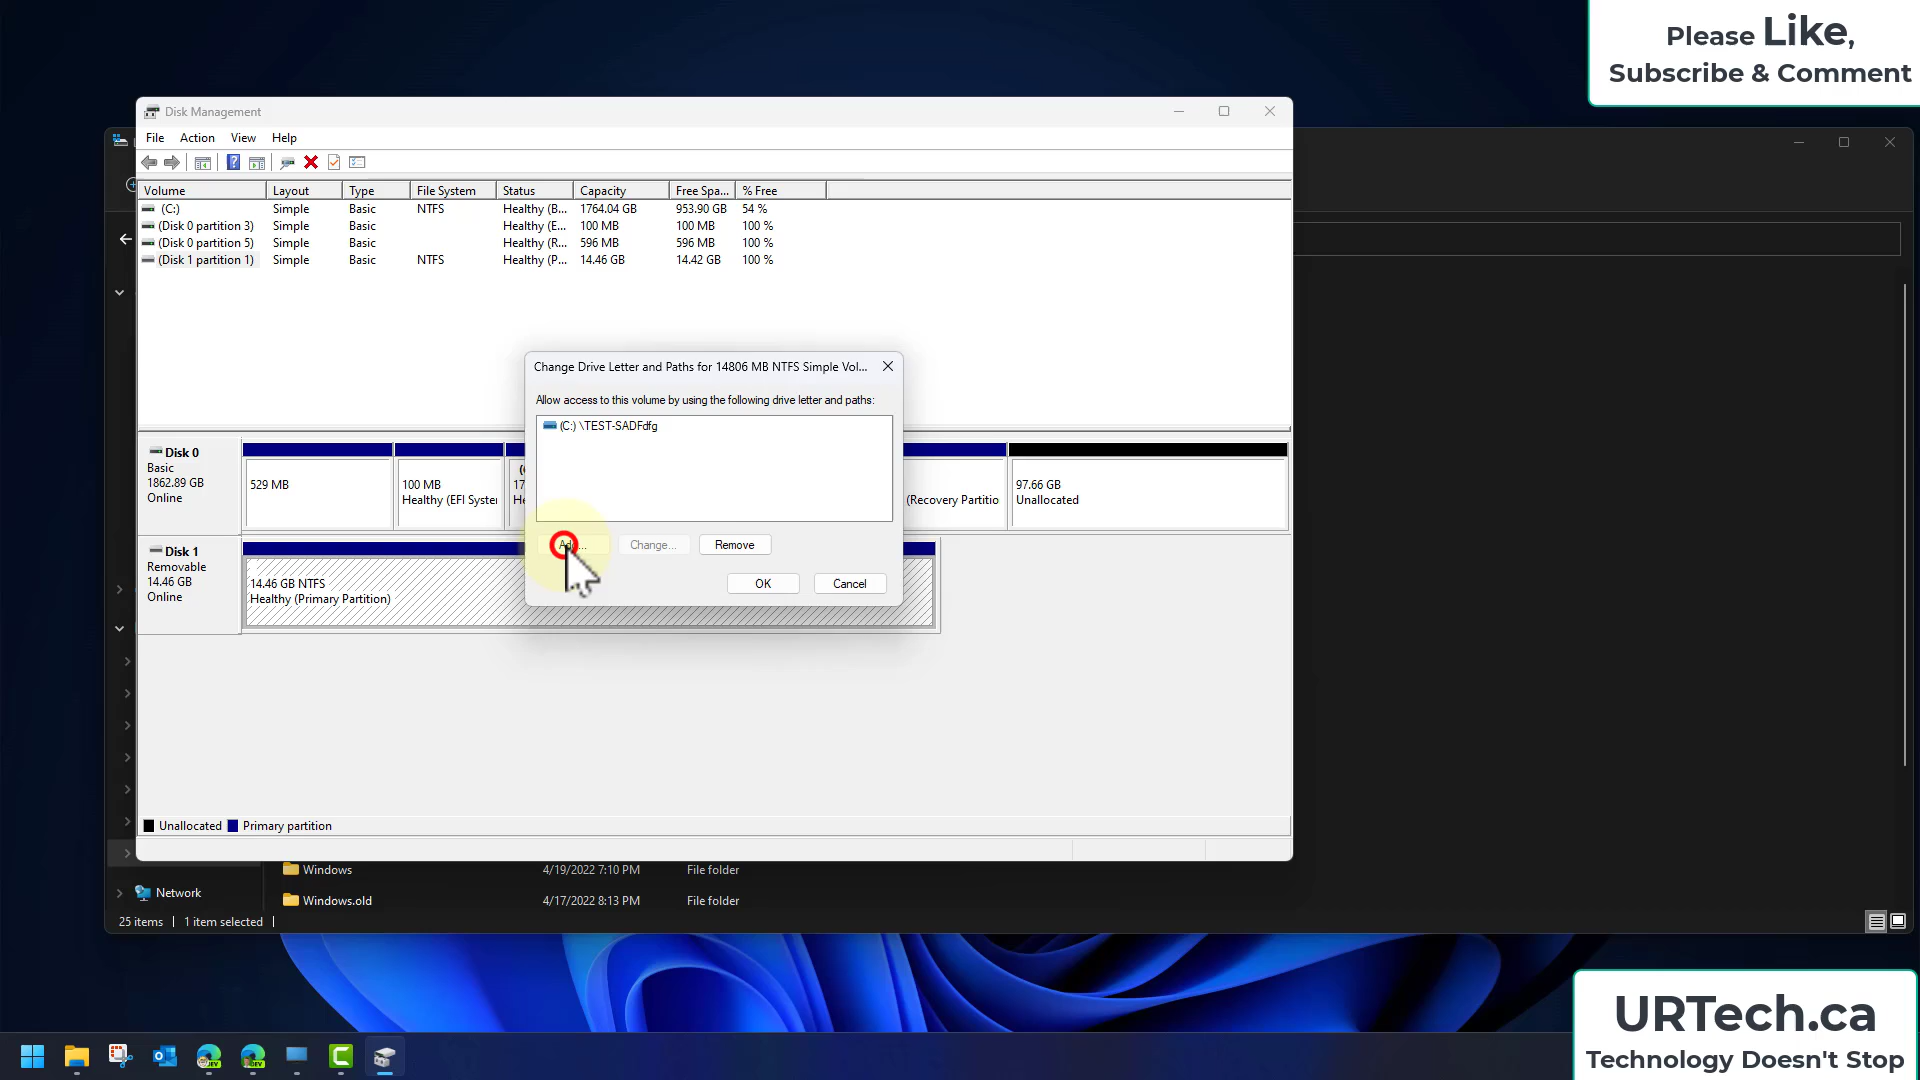 Please Like,
Subscribe & Comment
Disk Management
File Action View Help
Volume Layout Type File System Status Capacity Free Spa... % Free
(C:) Simple Basic NTFS Healthy (B... 1764.04 GB 953.90 GB 54 %
(Disk 0 partition 3) Simple Basic Healthy (E... 100 MB 100 MB 100 %
(Disk 0 partition 5) Simple Basic Healthy (R... 596 MB 596 MB 100 %
(Disk 1 partition 1) Simple Basic NTFS Healthy (P... 14.46 GB 14.42 GB 100 %
Change Drive Letter and Paths for 14806 MB NTFS Simple Vol...
Allow access to this volume by using the following drive letter and paths:
(C:) \TEST-SADFdfg
Change... Remove
OK Cancel
Disk 0
Basic
1862.89 GB
Online
529 MB
100 MB
Healthy (EFI System
(Recovery Partitio
97.66 GB
Unallocated
Disk 1
Removable
14.46 GB
Online
14.46 GB NTFS
Healthy (Primary Partition)
Unallocated Primary partition
Windows 4/19/2022 7:10 PM File folder
Windows.old 4/17/2022 8:13 PM File folder
Network
25 items 1 item selected
URTech.ca
Technology Doesn't Stop